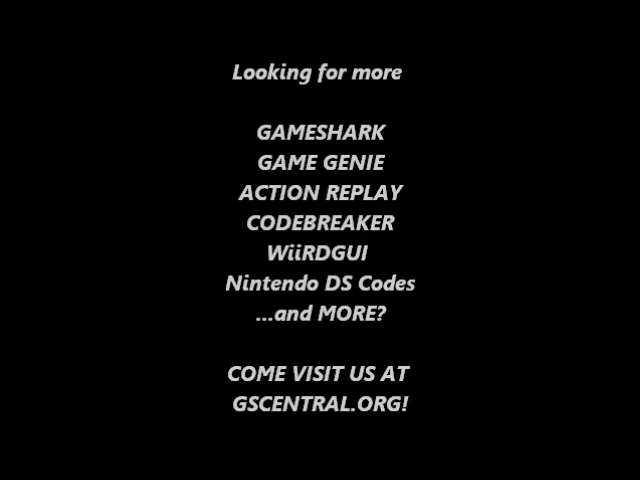 Looking for more
GAMESHARK
GAME GENIE
ACTION REPLAY
CODEBREAKER
WiiRDGUI
Nintendo DS Codes
...and MORE?
COME VISIT US AT
GSCENTRAL.ORG!